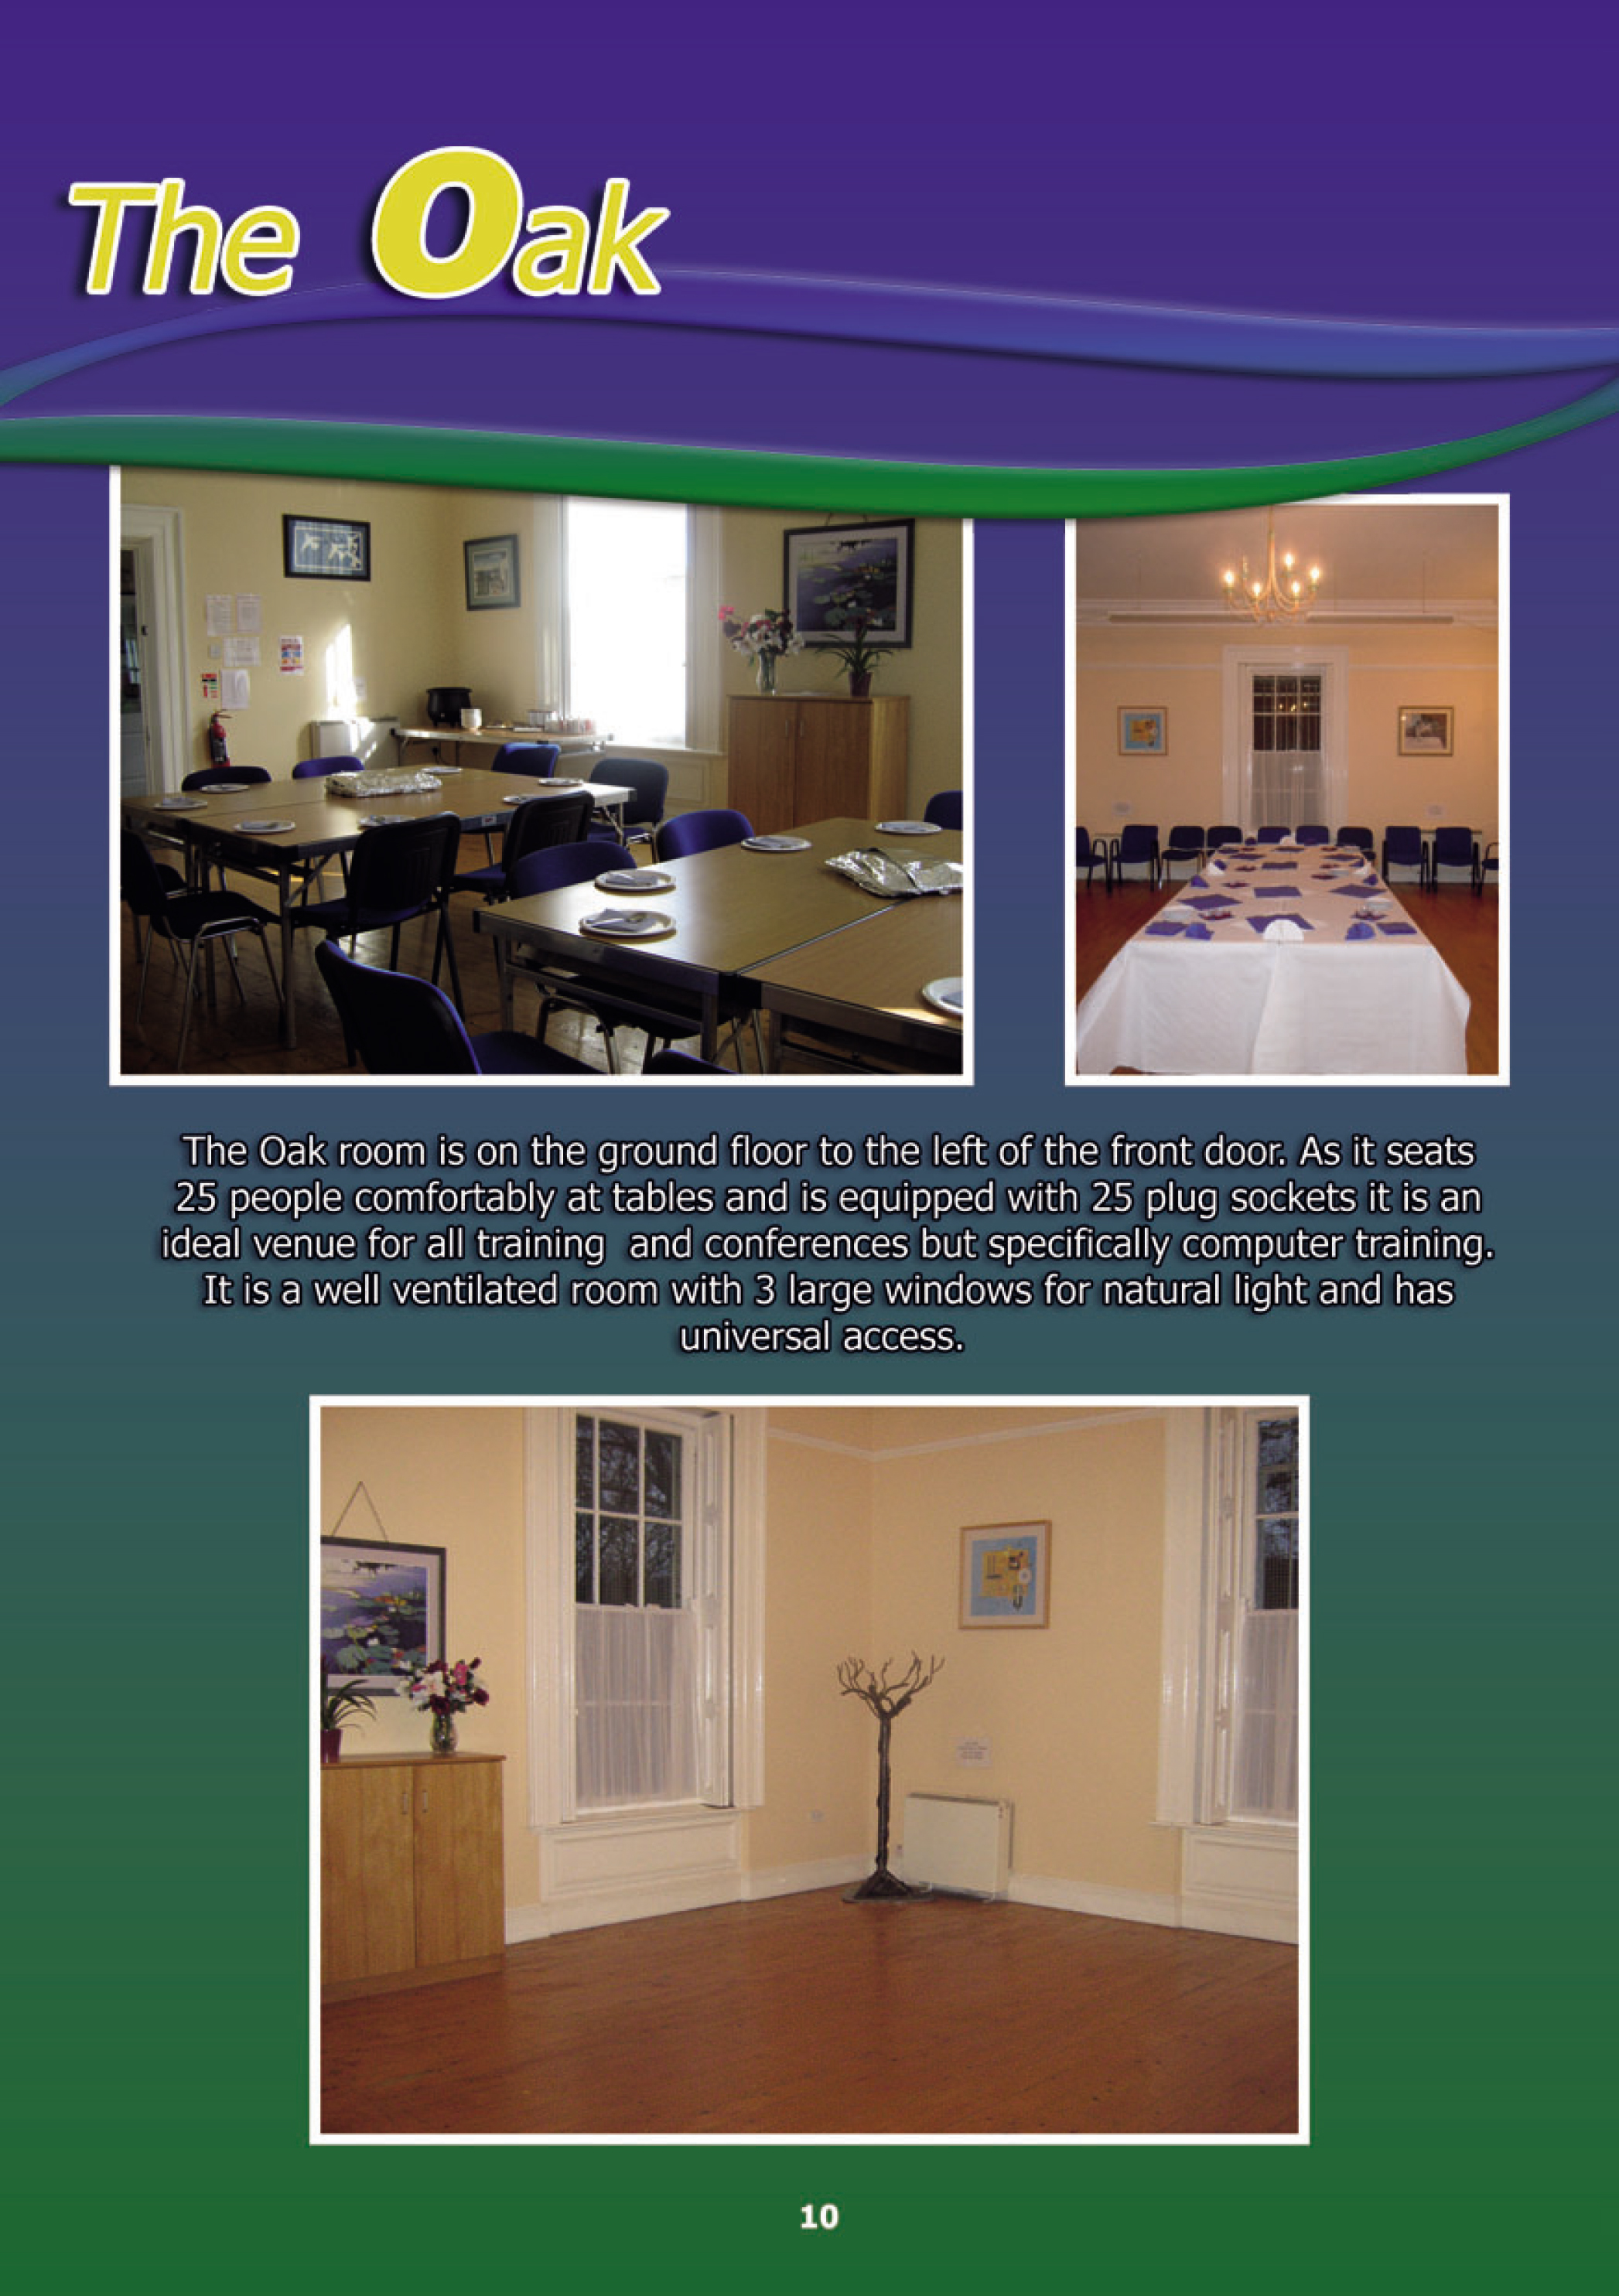 The Oak
The Oak room is on the ground floor to the left of the front door. As it seats
25 people comfortably at tables and is equipped with 25 plug sockets it is an
ideal venue for all training  and conferences but specifically computer training.
It is a well ventilated room with 3 large windows for natural light and has
universal access.
10